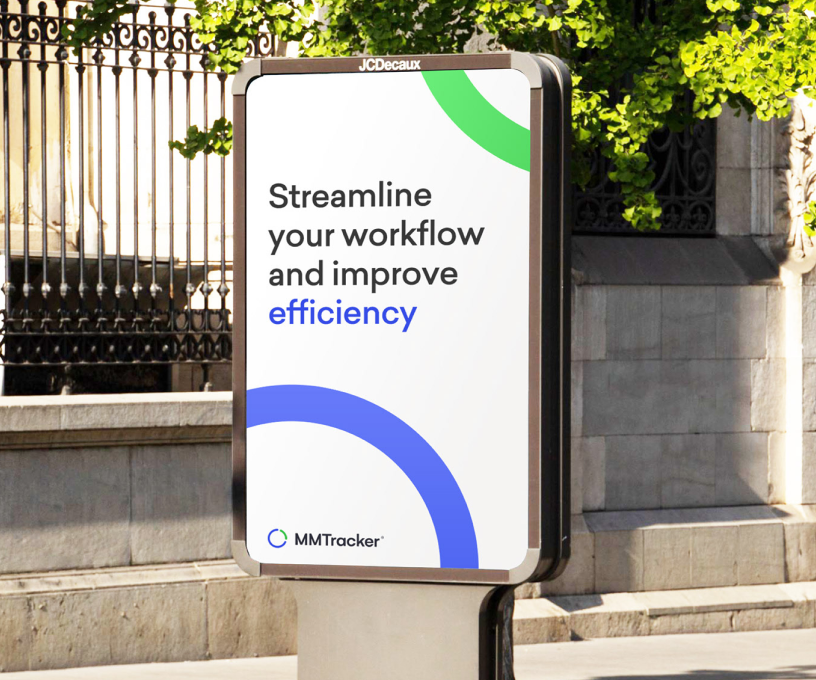 JCDecaux
Streamline
your workflow
and improve
efficiency
MMTracker